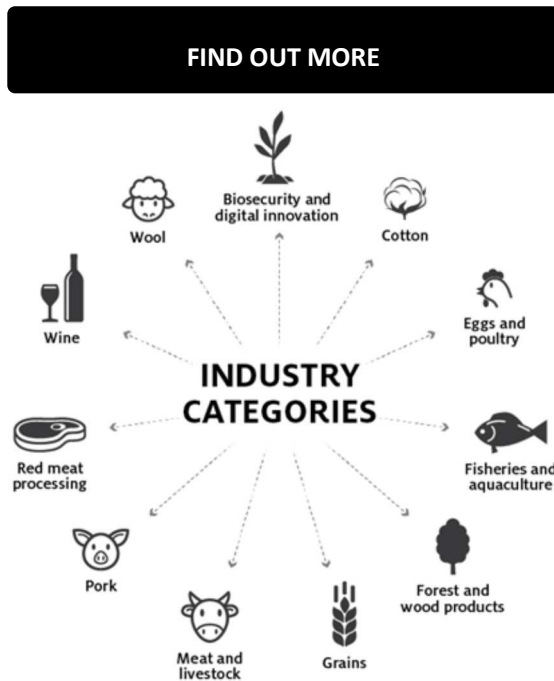 FIND OUT MORE
Biosecurity and
digital innovation
Wool
Cotton
Wine
Eggs and
poultry
INDUSTRY
CATEGORIES
Red meat
processing
Fisheries and
aquaculture
Pork
Forest and
wood products
Meat and
livestock
Grains